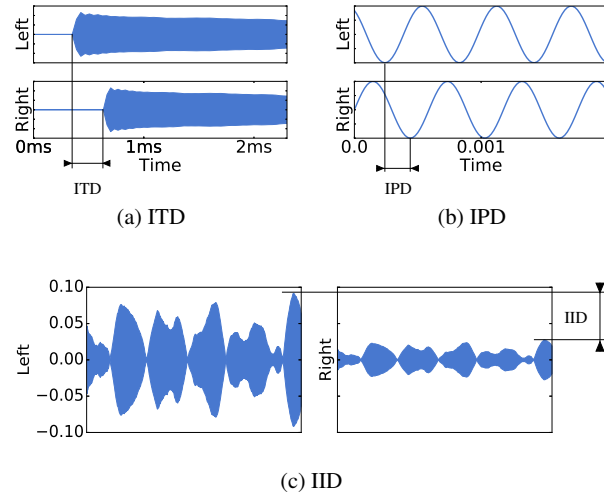 Left
Right
0ms
1ms
2ms
Time
ITD
(a) ITD
Left
Right
0.0
0.001
Time
IPD
(b) IPD
0.10
0.05
0.00
−0.05
−0.10
Left
Right
IID
(c) IID